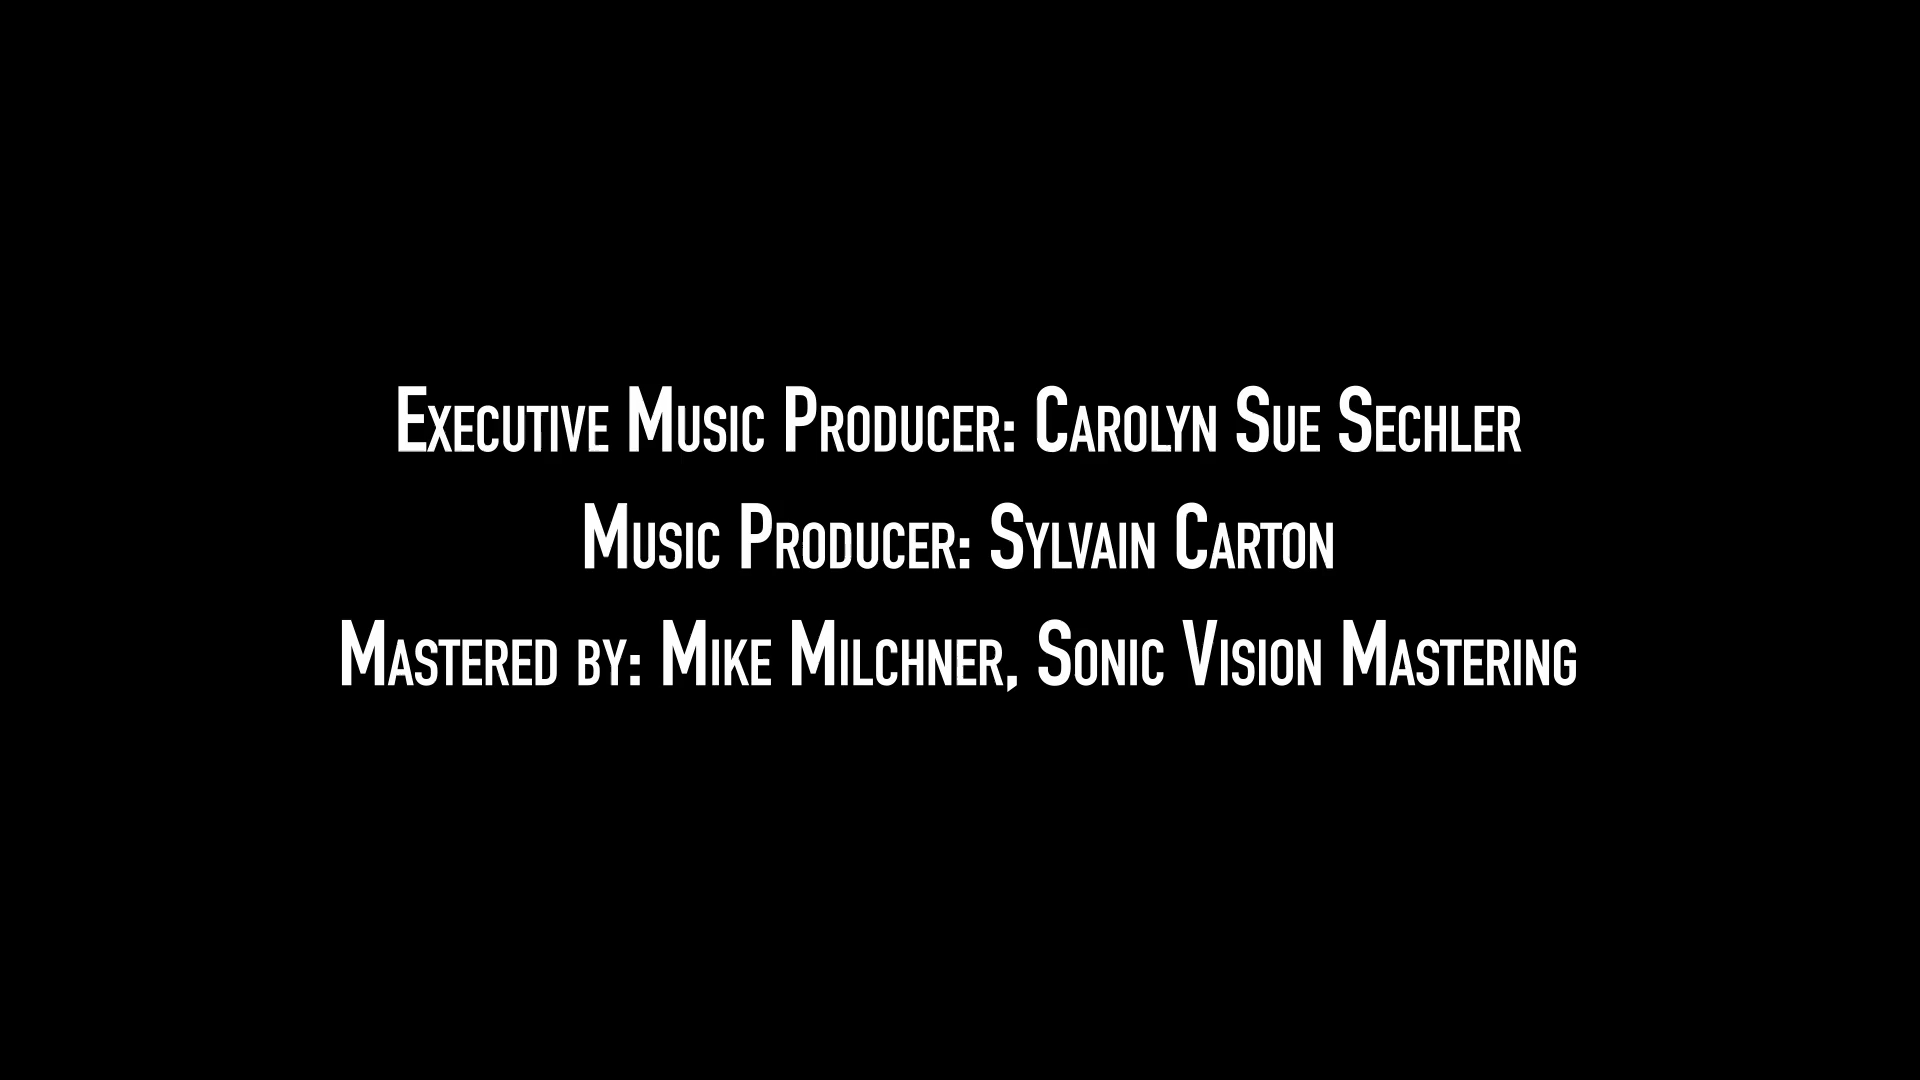 Executive Music Producer: Carolyn Sue Sechler
Music Producer: Sylvain Carton
Mastered by: Mike Milchner, Sonic Vision Mastering